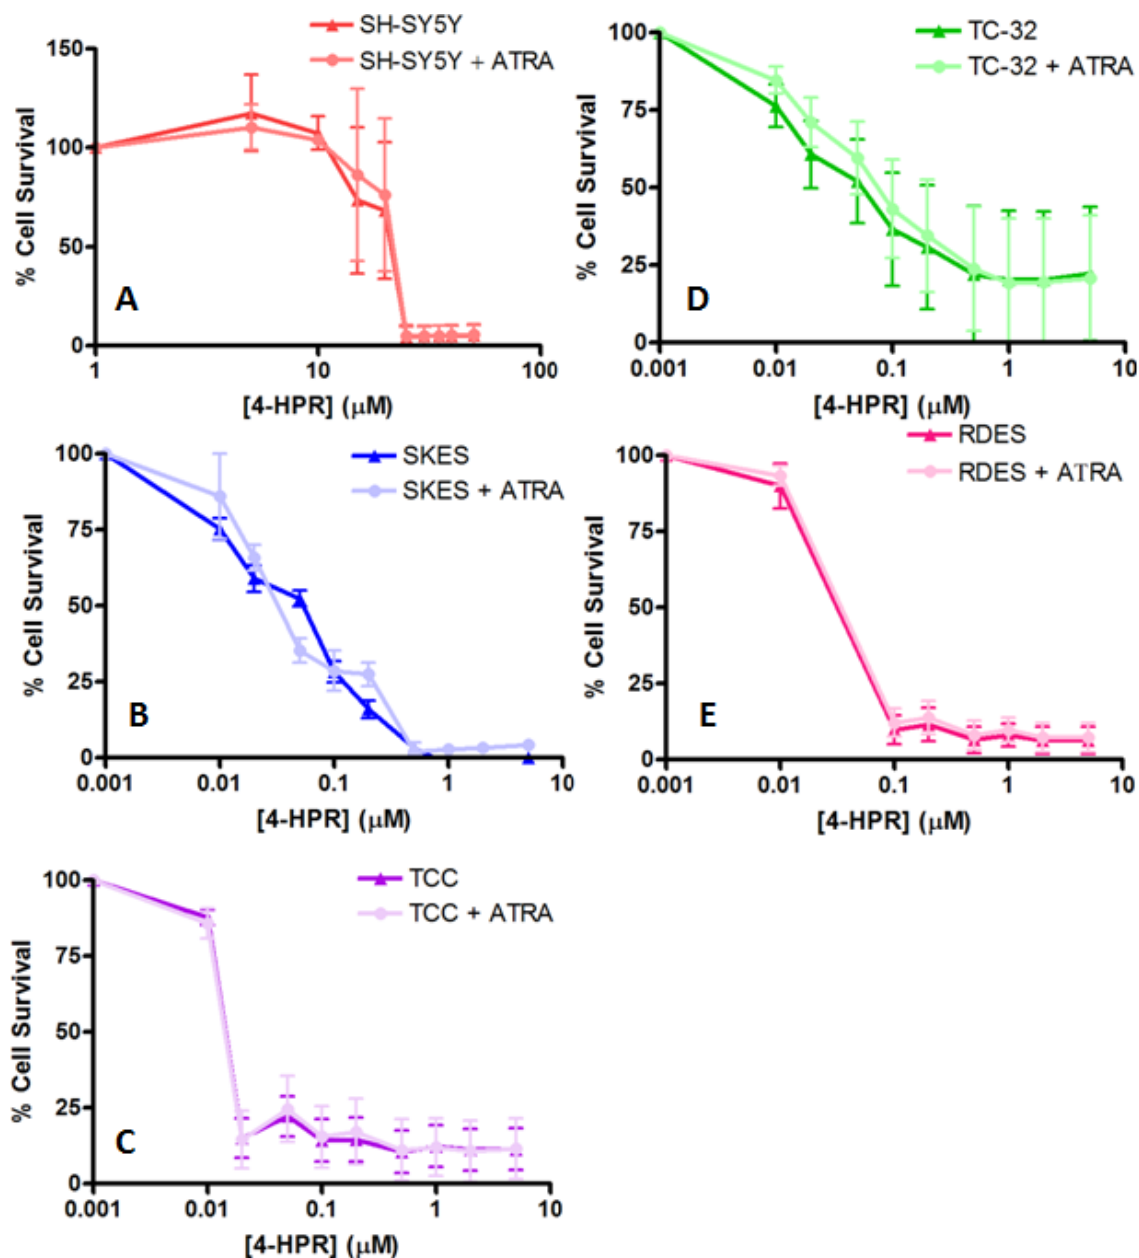 SH-SY5Y
SH-SY5Y + ATRA
150
100
50
0
% Cell Survival
A
1
10
100
[4-HPR] (μM)
TC-32
TC-32 + ATRA
100
75
50
25
0
% Cell Survival
D
0.001
0.01
0.1
1
10
[4-HPR] (μM)
SKES
SKES + ATRA
100
75
50
25
0
% Cell Survival
B
0.001
0.01
0.1
1
10
[4-HPR] (μM)
RDES
RDES + ATRA
100
75
50
25
0
% Cell Survival
E
0.001
0.01
0.1
1
10
[4-HPR] (μM)
TCC
TCC + ATRA
100
75
50
25
0
% Cell Survival
C
0.001
0.01
0.1
1
10
[4-HPR] (μM)